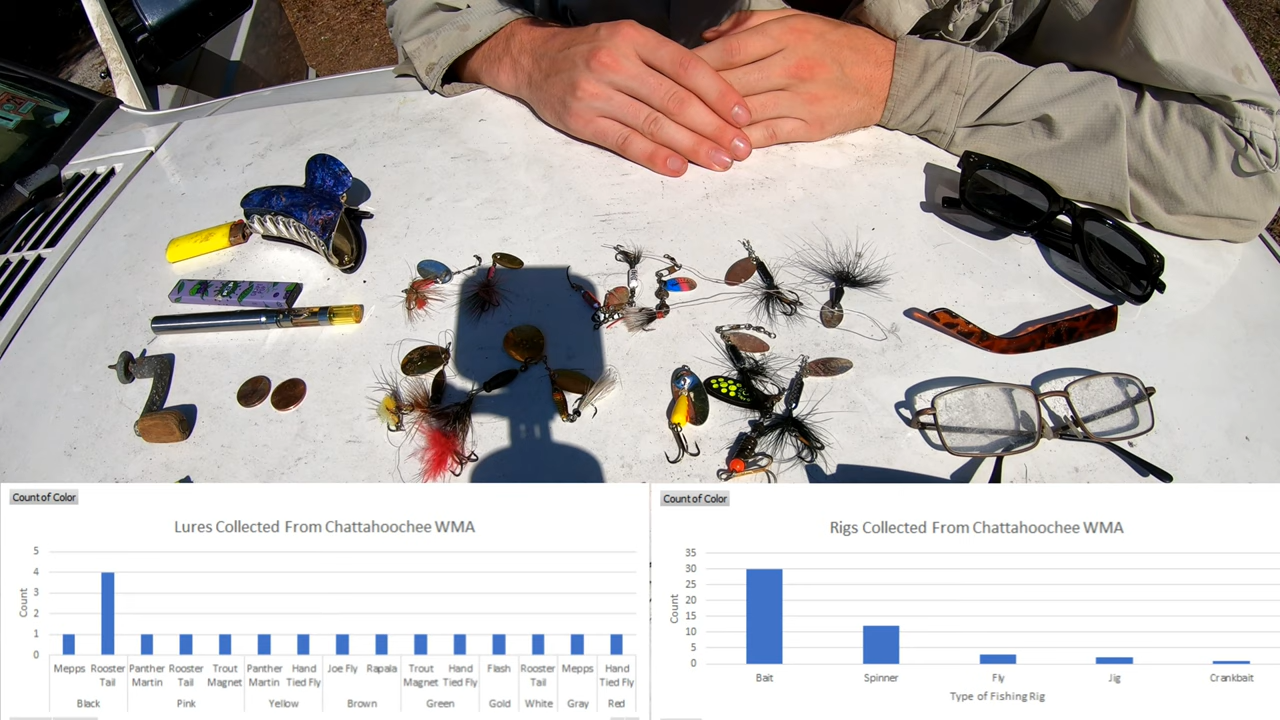 Count of Color
Lures Collected From Chattahoochee WMA
5
4
3
2
1
0
Count
Mepps
Rooster Tail
Panther Martin
Rooster Tail
Trout Magnet
Panther Martin
Hand Tied Fly
Joe Fly
Rapala
Trout Magnet
Hand Tied Fly
Flash
Rooster Tail
Mepps
Hand Tied Fly
Black
Pink
Yellow
Brown
Green
Gold
White
Gray
Red
Count of Color
Rigs Collected From Chattahoochee WMA
35
30
25
20
15
10
5
0
Count
Bait
Spinner
Fly
Jig
Crankbait
Type of Fishing Rig